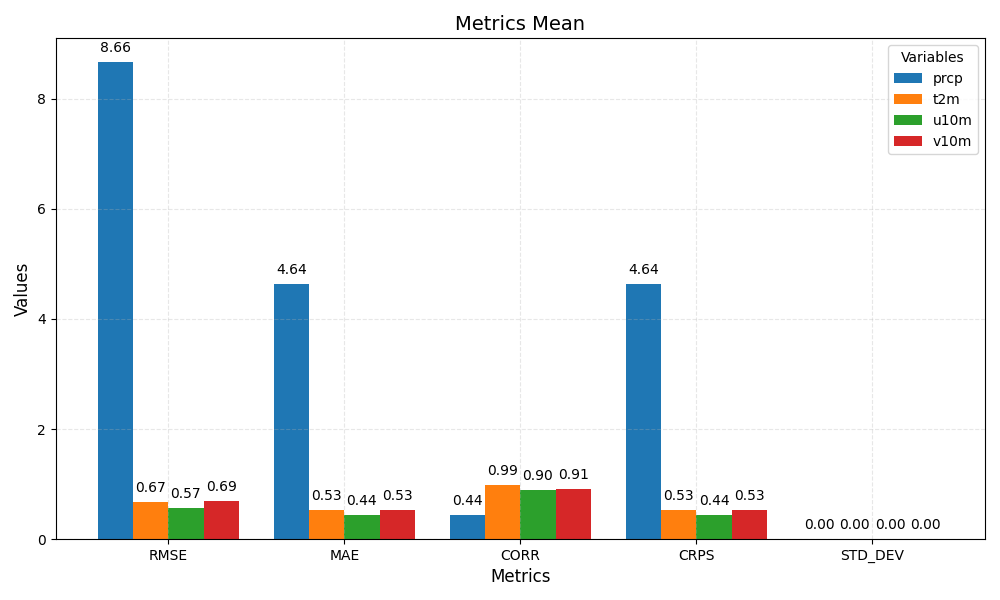 Metrics Mean
Values
8
6
4
2
0
8.66
0.67
0.57
0.69
4.64
0.53
0.44
0.53
0.44
0.99
0.90
0.91
4.64
0.53
0.44
0.53
0.00 0.00 0.00 0.00
RMSE MAE CORR CRPS STD_DEV
Metrics
Variables
prcp
t2m
u10m
v10m